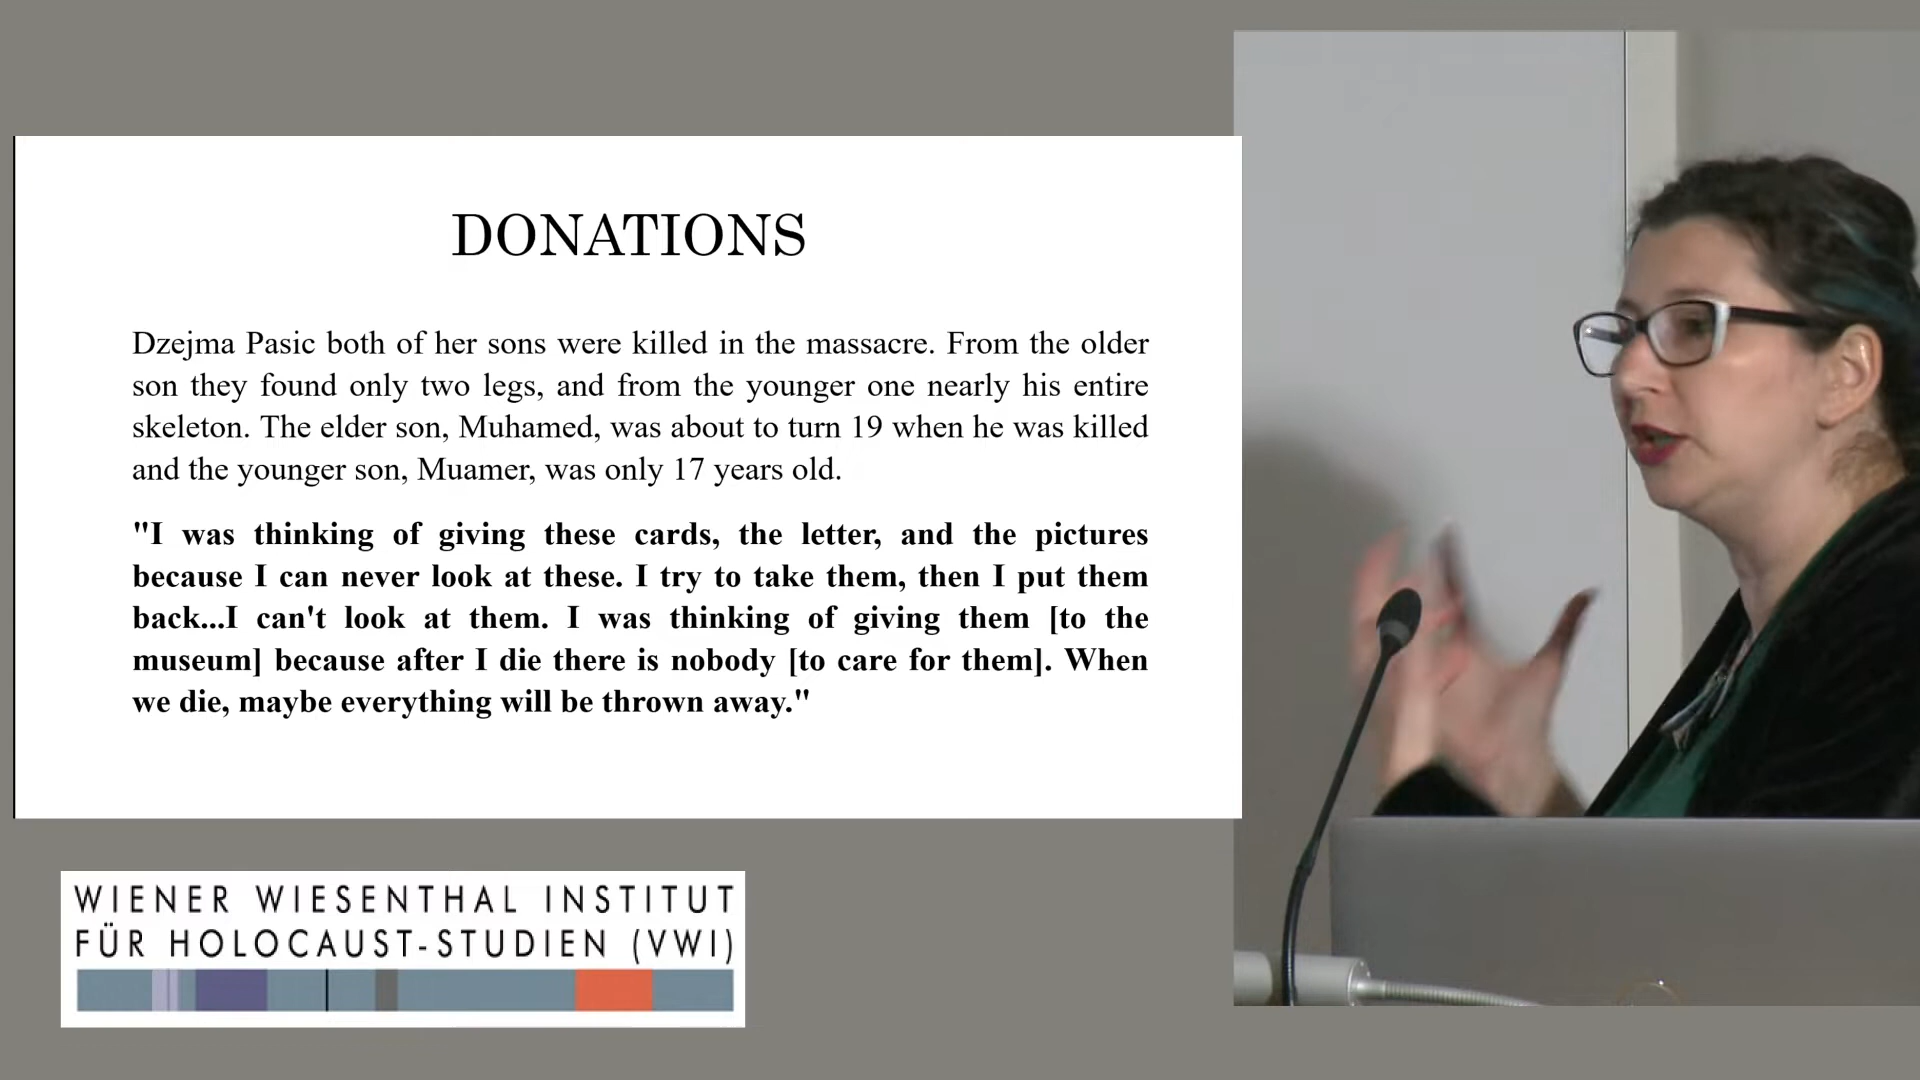 DONATIONS
Dzejma Pasic both of her sons were killed in the massacre. From the older
son they found only two legs, and from the younger one nearly his entire
skeleton. The elder son, Muhamed, was about to turn 19 when he was killed
and the younger son, Muamer, was only 17 years old.
"I was thinking of giving these cards, the letter, and the pictures
because I can never look at these. I try to take them, then I put them
back...I can't look at them. I was thinking of giving them [to the
museum] because after I die there is nobody [to care for them]. When
we die, maybe everything will be thrown away."
WIENER WIESENTHAL INSTITUT
FÜR HOLOCAUST-STUDIEN (VWI)